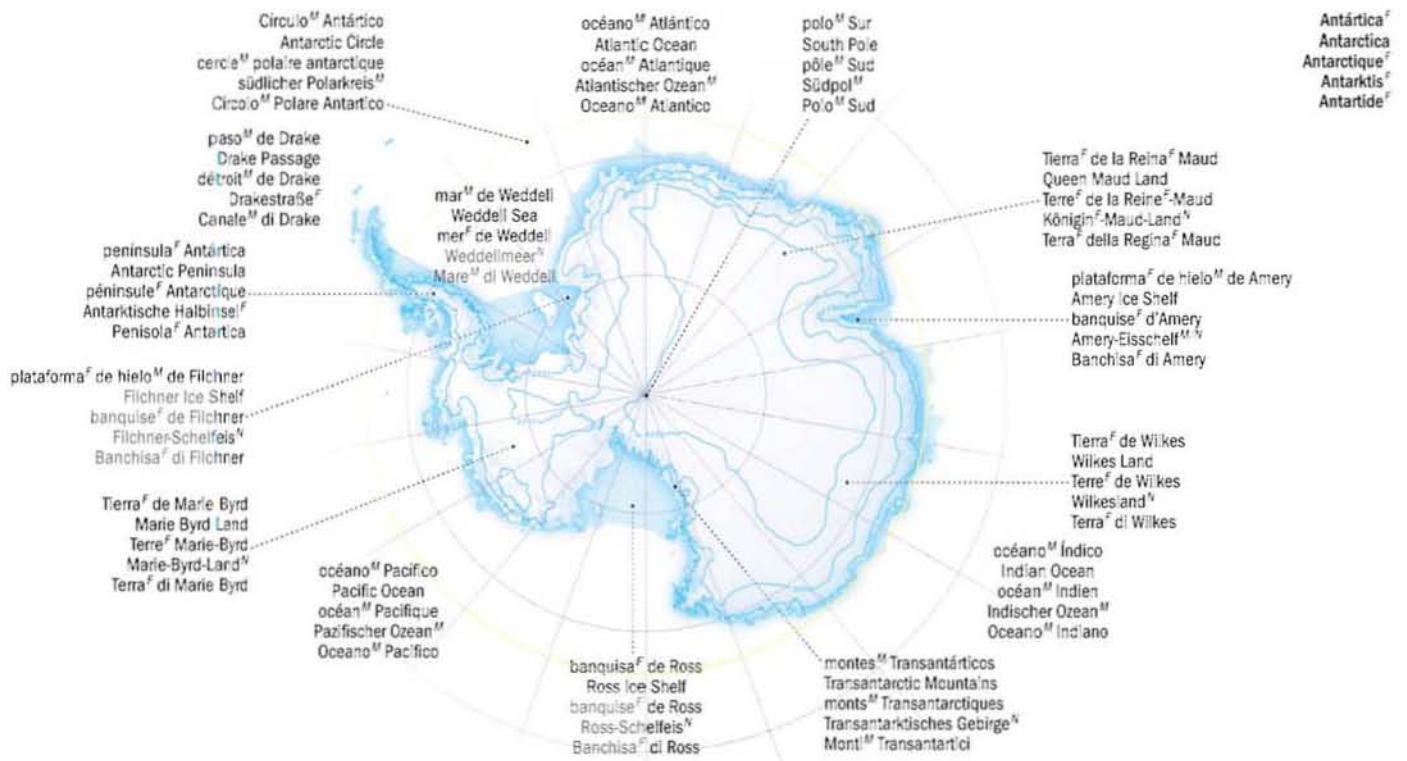 Círculo^M Antártico
Antarctic Circle
cercle^M polaire antarctique
südlicher Polarkreis^M
Circolo^M Polare Antartico
océano^M Atlántico
Atlantic Ocean
océan^M Atlantique
Atlantischer Ozean^M
Oceano^M Atlantico
polo^M Sur
South Pole
pôle^M Sud
Südpol^M
Polo^M Sud
Antártica^F
Antarctica
Antarctique^F
Antarktis^F
Antartide^F
paso^M de Drake
Drake Passage
détroit^M de Drake
Drakestraße^F
Canale^M di Drake
mar^M de Weddell
Weddell Sea
mer^F de Weddell
Weddellmeer^N
Mare^M di Weddell
Tierra^F de la Reina^F Maud
Queen Maud Land
Terre^F de la Reine^F-Maud
Königin^F-Maud-Land^N
Terra^F della Regina^F Maud
península^F Antártica
Antarctic Peninsula
péninsule^F Antarctique
Antarktische Halbinsel^F
Penisola^F Antartica
plataforma^F de hielo^M de Amery
Amery Ice Shelf
banquise^F d'Amery
Amery-Eisschelf^M/N
Banchisa^F di Amery
plataforma^F de hielo^M de Filchner
Filchner Ice Shelf
banquise^F de Filchner
Filchner-Schelfeis^N
Banchisa^F di Filchner
Tierra^F de Wilkes
Wilkes Land
Terre^F de Wilkes
Wilkesland^N
Terra^F di Wilkes
Tierra^F de Marie Byrd
Marie Byrd Land
Terre^F Marie-Byrd
Marie-Byrd-Land^N
Terra^F di Marie Byrd
océano^M Pacífico
Pacific Ocean
océan^M Pacifique
Pazifischer Ozean^M
Oceano^M Pacifico
océano^M Índico
Indian Ocean
océan^M Indien
Indischer Ozean^M
Oceano^M Indiano
banquisa^F de Ross
Ross Ice Shelf
banquise^F de Ross
Ross-Schelfeis^N
Banchisa^F di Ross
montes^M Transantárticos
Transantarctic Mountains
monts^M Transantarctiques
Transantarktisches Gebirge^N
Monti^M Transantartici